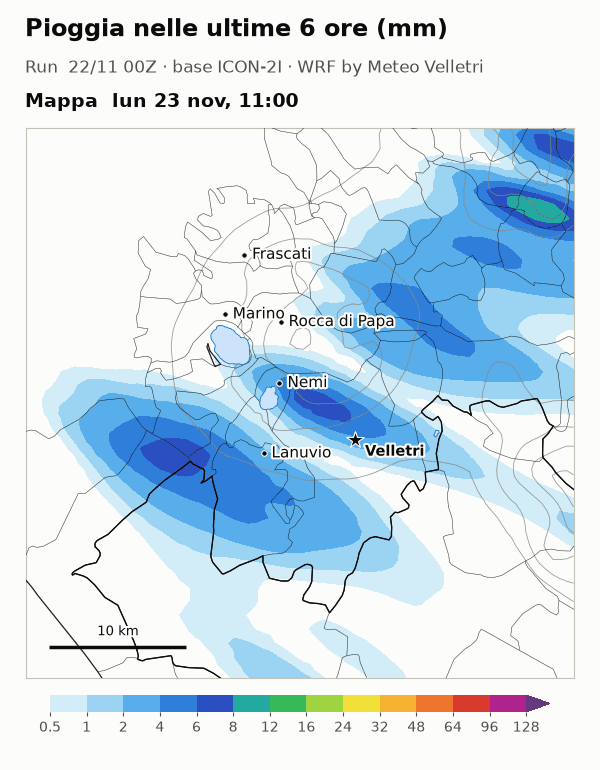 Pioggia nelle ultime 6 ore (mm)
Run  22/11 00Z · base ICON-2I · WRF by Meteo Velletri
Mappa  lun 23 nov, 11:00
Frascati
Marino
Rocca di Papa
Nemi
Velletri
Lanuvio
10 km
0.5 1 2 4 6 8 12 16 24 32 48 64 96 128